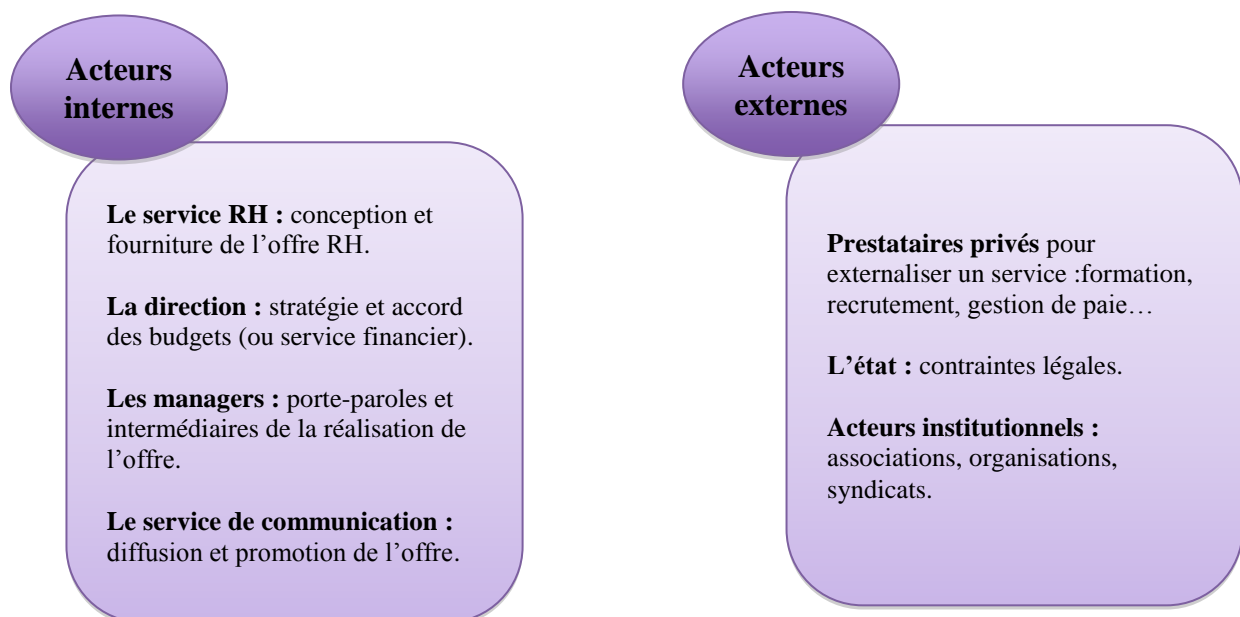 Acteurs
internes
Le service RH : conception et
fourniture de l’offre RH.
La direction : stratégie et accord
des budgets (ou service financier).
Les managers : porte-paroles et
intermédiaires de la réalisation de
l’offre.
Le service de communication :
diffusion et promotion de l’offre.
Acteurs
externes
Prestataires privés pour
externaliser un service :formation,
recrutement, gestion de paie…
L’état : contraintes légales.
Acteurs institutionnels :
associations, organisations,
syndicats.